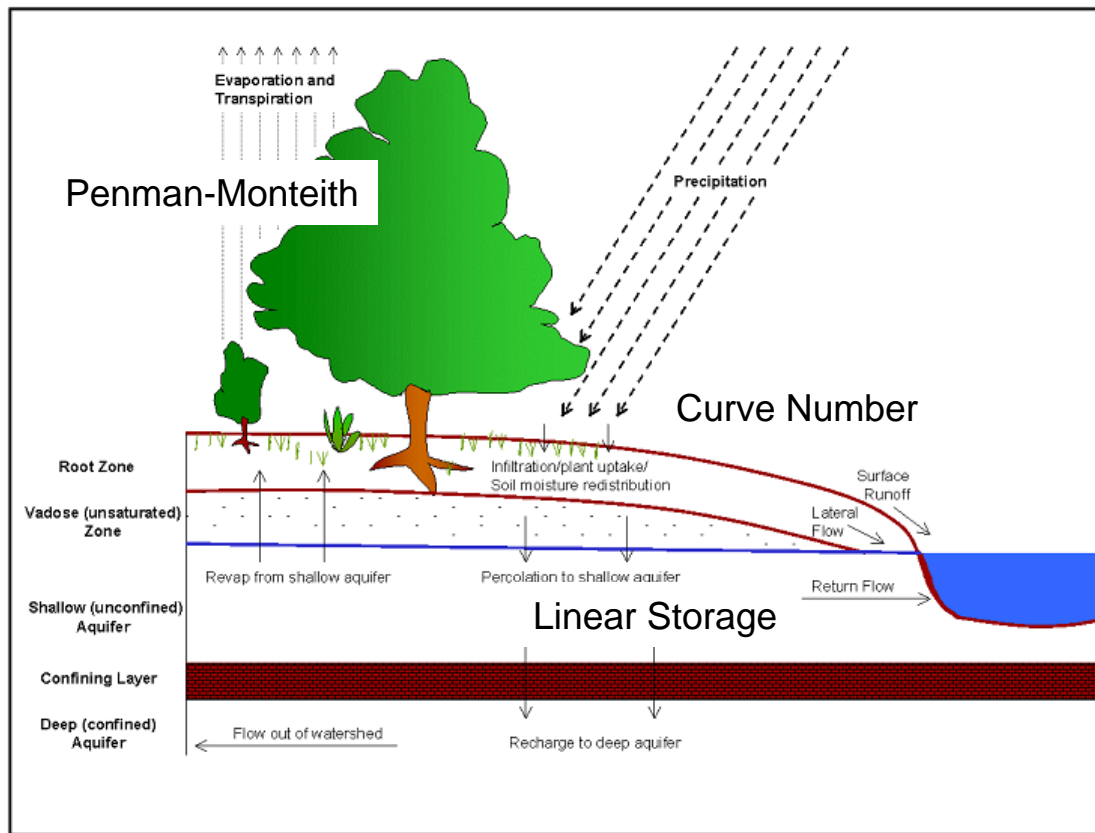 Evaporation and
Transpiration
Penman-Monteith
Precipitation
Curve Number
Root Zone
Infiltration/plant uptake/
Soil moisture redistribution
Surface
Runoff
Lateral
Flow
Vadose (unsaturated)
Zone
Revap from shallow aquifer
Percolation to shallow aquifer
Return Flow
Shallow (unconfined)
Aquifer
Linear Storage
Confining Layer
Deep (confined)
Aquifer
Flow out of watershed
Recharge to deep aquifer